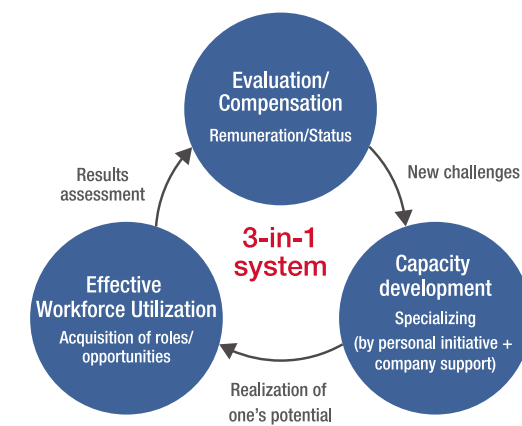 Evaluation/
Compensation
Remuneration/Status
Results
assessment
New challenges
3-in-1
system
Effective
Workforce Utilization
Acquisition of roles/
opportunities
Capacity
development
Specializing
(by personal initiative +
company support)
Realization of
one's potential